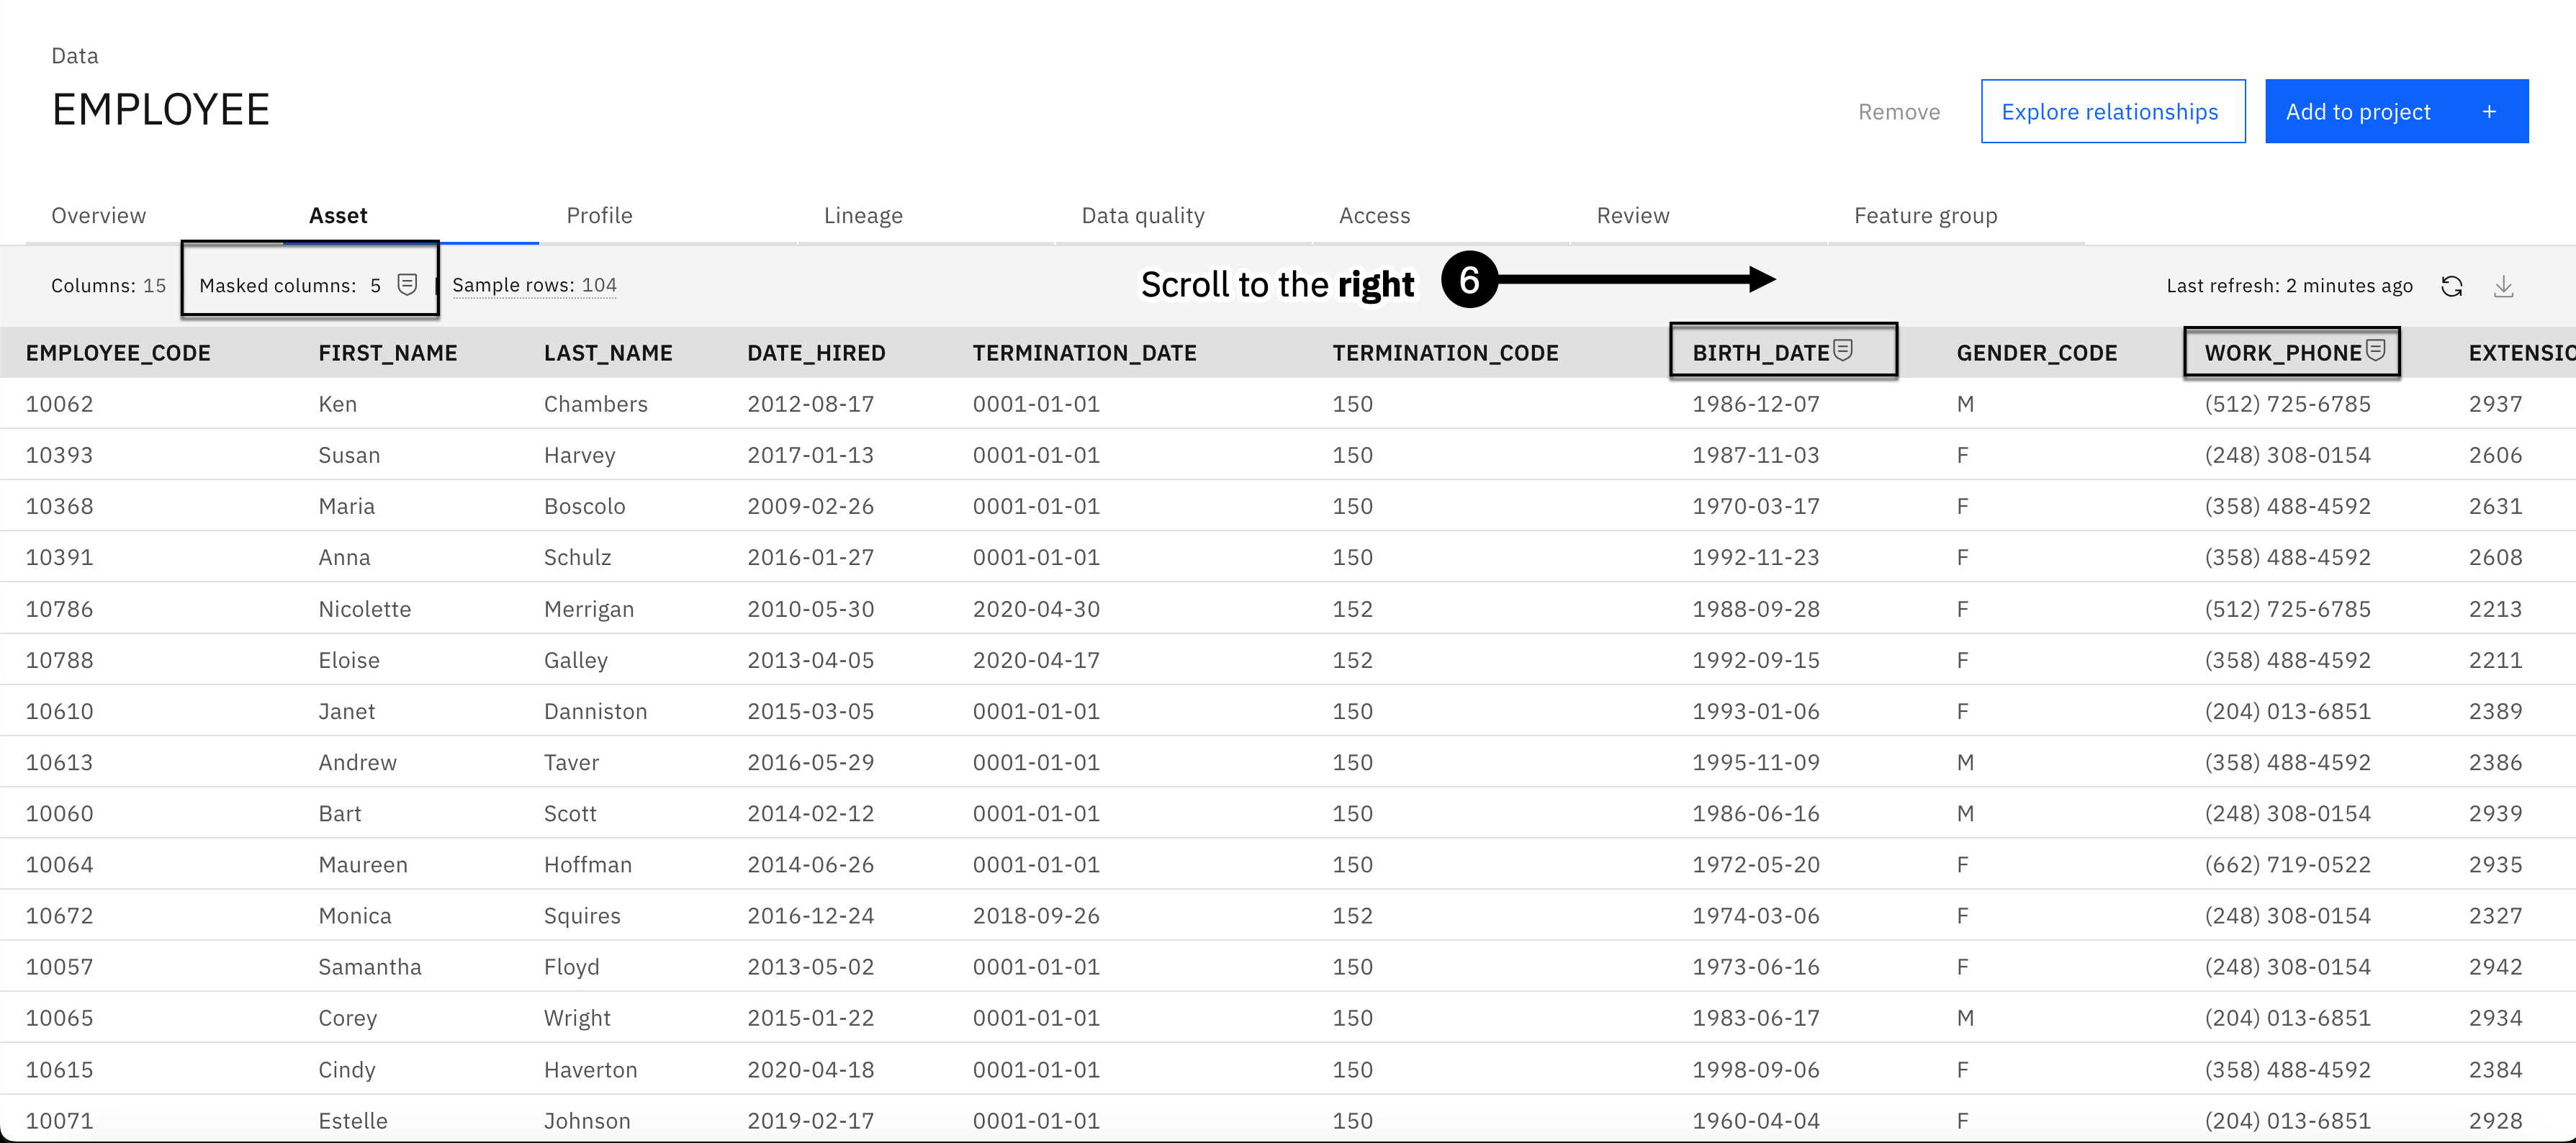 Data
EMPLOYEE
Remove Explore relationships Add to project +
Overview Asset Profile Lineage Data quality Access Review Feature group
Columns: 15 Masked columns: 5 Sample rows: 104 Scroll to the right 6 Last refresh: 2 minutes ago
EMPLOYEE_CODE FIRST_NAME LAST_NAME DATE_HIRED TERMINATION_DATE TERMINATION_CODE BIRTH_DATE GENDER_CODE WORK_PHONE EXTENSIO
10062 Ken Chambers 2012-08-17 0001-01-01 150 1986-12-07 M (512) 725-6785 2937
10393 Susan Harvey 2017-01-13 0001-01-01 150 1987-11-03 F (248) 308-0154 2606
10368 Maria Boscolo 2009-02-26 0001-01-01 150 1970-03-17 F (358) 488-4592 2631
10391 Anna Schulz 2016-01-27 0001-01-01 150 1992-11-23 F (358) 488-4592 2608
10786 Nicolette Merrigan 2010-05-30 2020-04-30 152 1988-09-28 F (512) 725-6785 2213
10788 Eloise Galley 2013-04-05 2020-04-17 152 1992-09-15 F (358) 488-4592 2211
10610 Janet Danniston 2015-03-05 0001-01-01 150 1993-01-06 F (204) 013-6851 2389
10613 Andrew Taver 2016-05-29 0001-01-01 150 1995-11-09 M (358) 488-4592 2386
10060 Bart Scott 2014-02-12 0001-01-01 150 1986-06-16 M (248) 308-0154 2939
10064 Maureen Hoffman 2014-06-26 0001-01-01 150 1972-05-20 F (662) 719-0522 2935
10672 Monica Squires 2016-12-24 2018-09-26 152 1974-03-06 F (248) 308-0154 2327
10057 Samantha Floyd 2013-05-02 0001-01-01 150 1973-06-16 F (248) 308-0154 2942
10065 Corey Wright 2015-01-22 0001-01-01 150 1983-06-17 M (204) 013-6851 2934
10615 Cindy Haverton 2020-04-18 0001-01-01 150 1998-09-06 F (358) 488-4592 2384
10071 Estelle Johnson 2019-02-17 0001-01-01 150 1960-04-04 F (204) 013-6851 2928